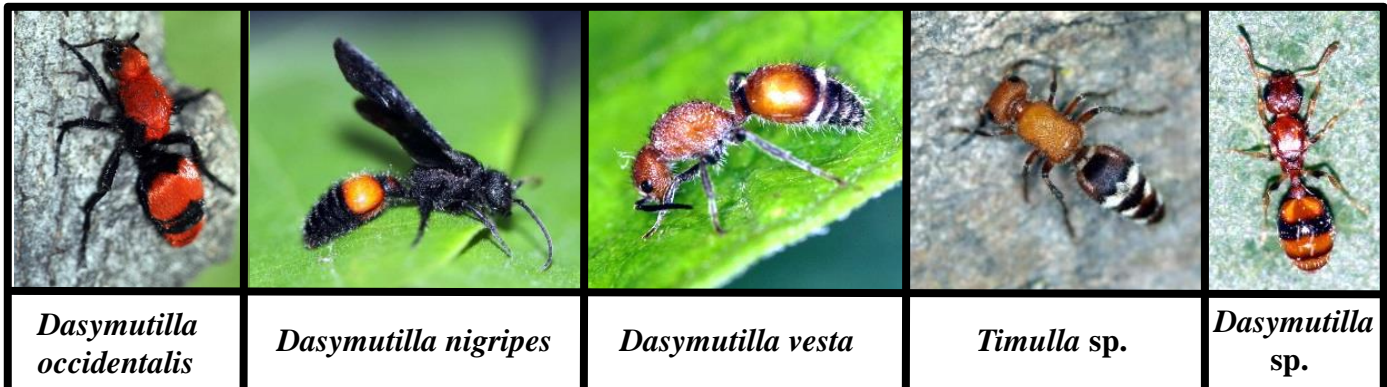 Dasymutilla
occidentalis
Dasymutilla nigripes
Dasymutilla vesta
Timulla sp.
Dasymutilla
sp.